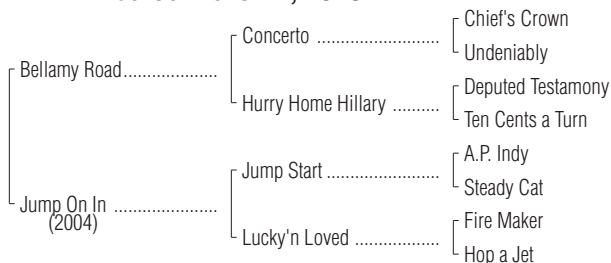 Chief's Crown
Concerto
Undeniably
Bellamy Road
Deputed Testamony
Hurry Home Hillary
Ten Cents a Turn
A.P. Indy
Jump Start
Steady Cat
Jump On In
(2004)
Fire Maker
Lucky'n Loved
Hop a Jet